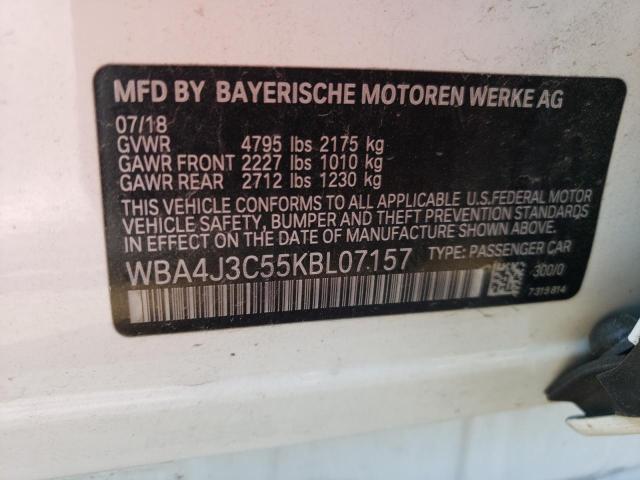 MFD BY BAYERISCHE MOTOREN WERKE AG
07/18
GVWR 4795 lbs 2175 kg
GAWR FRONT 2227 lbs 1010 kg
GAWR REAR 2712 lbs 1230 kg
THIS VEHICLE CONFORMS TO ALL APPLICABLE U.S.FEDERAL MOTOR
VEHICLE SAFETY, BUMPER AND THEFT PREVENTION STANDARDS
IN EFFECT ON THE DATE OF MANUFACTURE SHOWN ABOVE.
WBA4J3C55KBL07157 TYPE: PASSENGER CAR
300/0
7319814